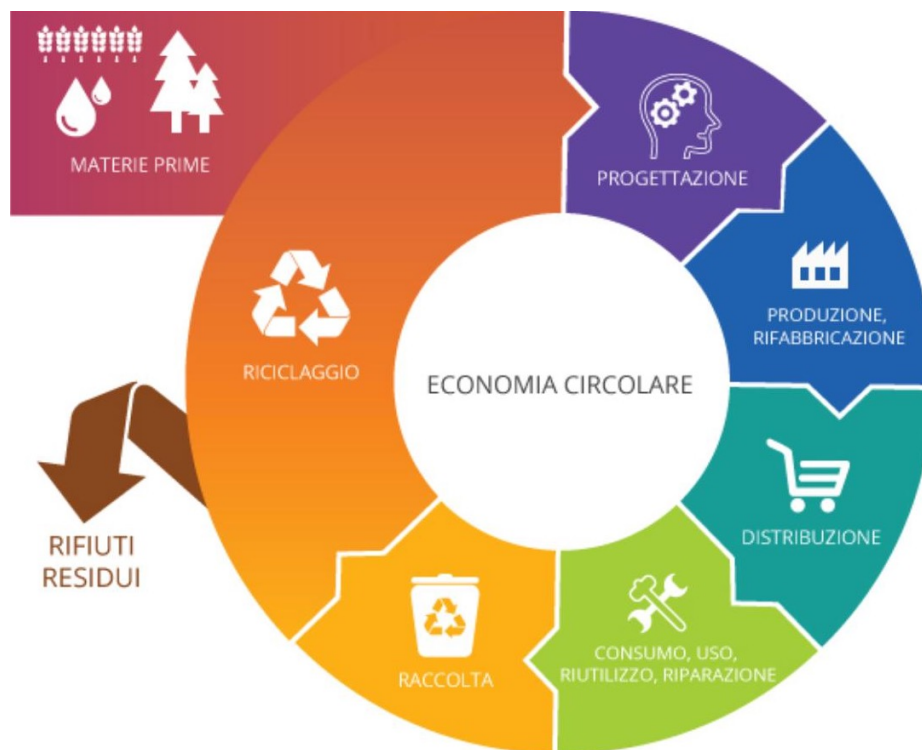 MATERIE PRIME
PROGETTAZIONE
PRODUZIONE,
RIFABBRICAZIONE
DISTRIBUZIONE
CONSUMO, USO,
RIUTILIZZO, RIPARAZIONE
RACCOLTA
RICICLAGGIO
ECONOMIA CIRCOLARE
RIFIUTI
RESIDUI